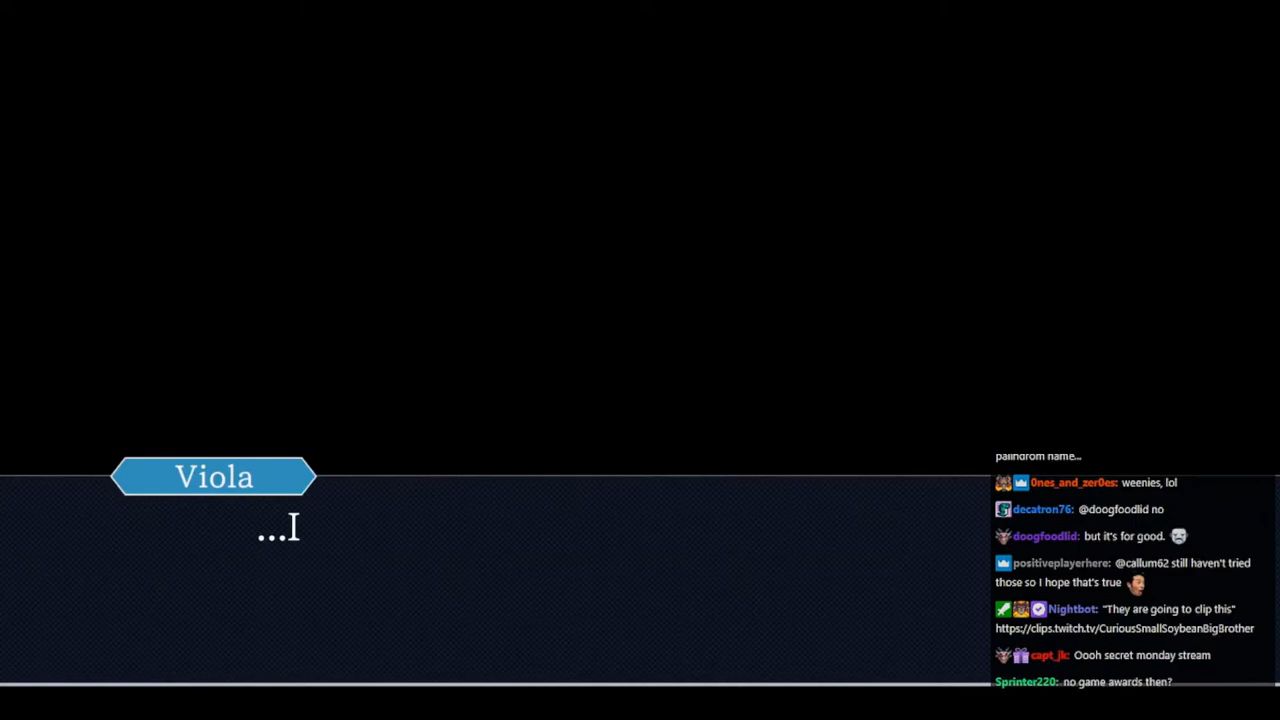 Viola
...I
palindrom name...
0nes_and_zer0es: weenies, lol
decatron76: @doogfoodlid no
doogfoodlid: but it's for good.
positiveplayerhere: @callum62 still haven't tried
those so I hope that's true
Nightbot: "They are going to clip this"
https://clips.twitch.tv/CuriousSmallSoybeanBigBrother
capt_jk: Oooh secret monday stream
Sprinter220: no game awards then?